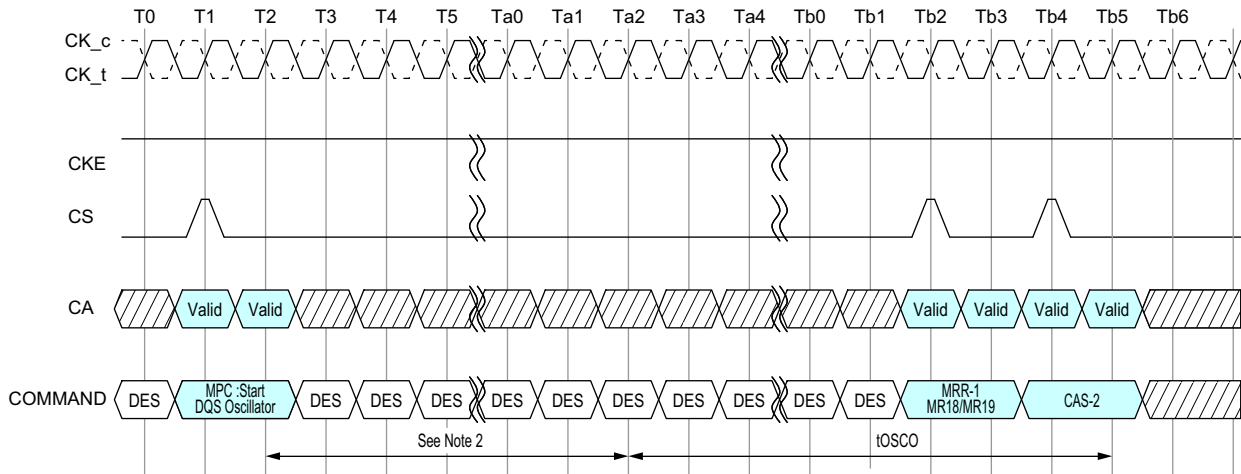 T0 T1 T2 T3 T4 T5 Ta0 Ta1 Ta2 Ta3 Ta4 Tb0 Tb1 Tb2 Tb3 Tb4 Tb5 Tb6
CK_c
CK_t
CKE
CS
CA Valid Valid Valid Valid Valid Valid
COMMAND DES MPC :Start DQS Oscillator DES DES DES DES DES DES DES DES DES DES MRR-1 MR18/MR19 CAS-2
See Note 2 tOSCO